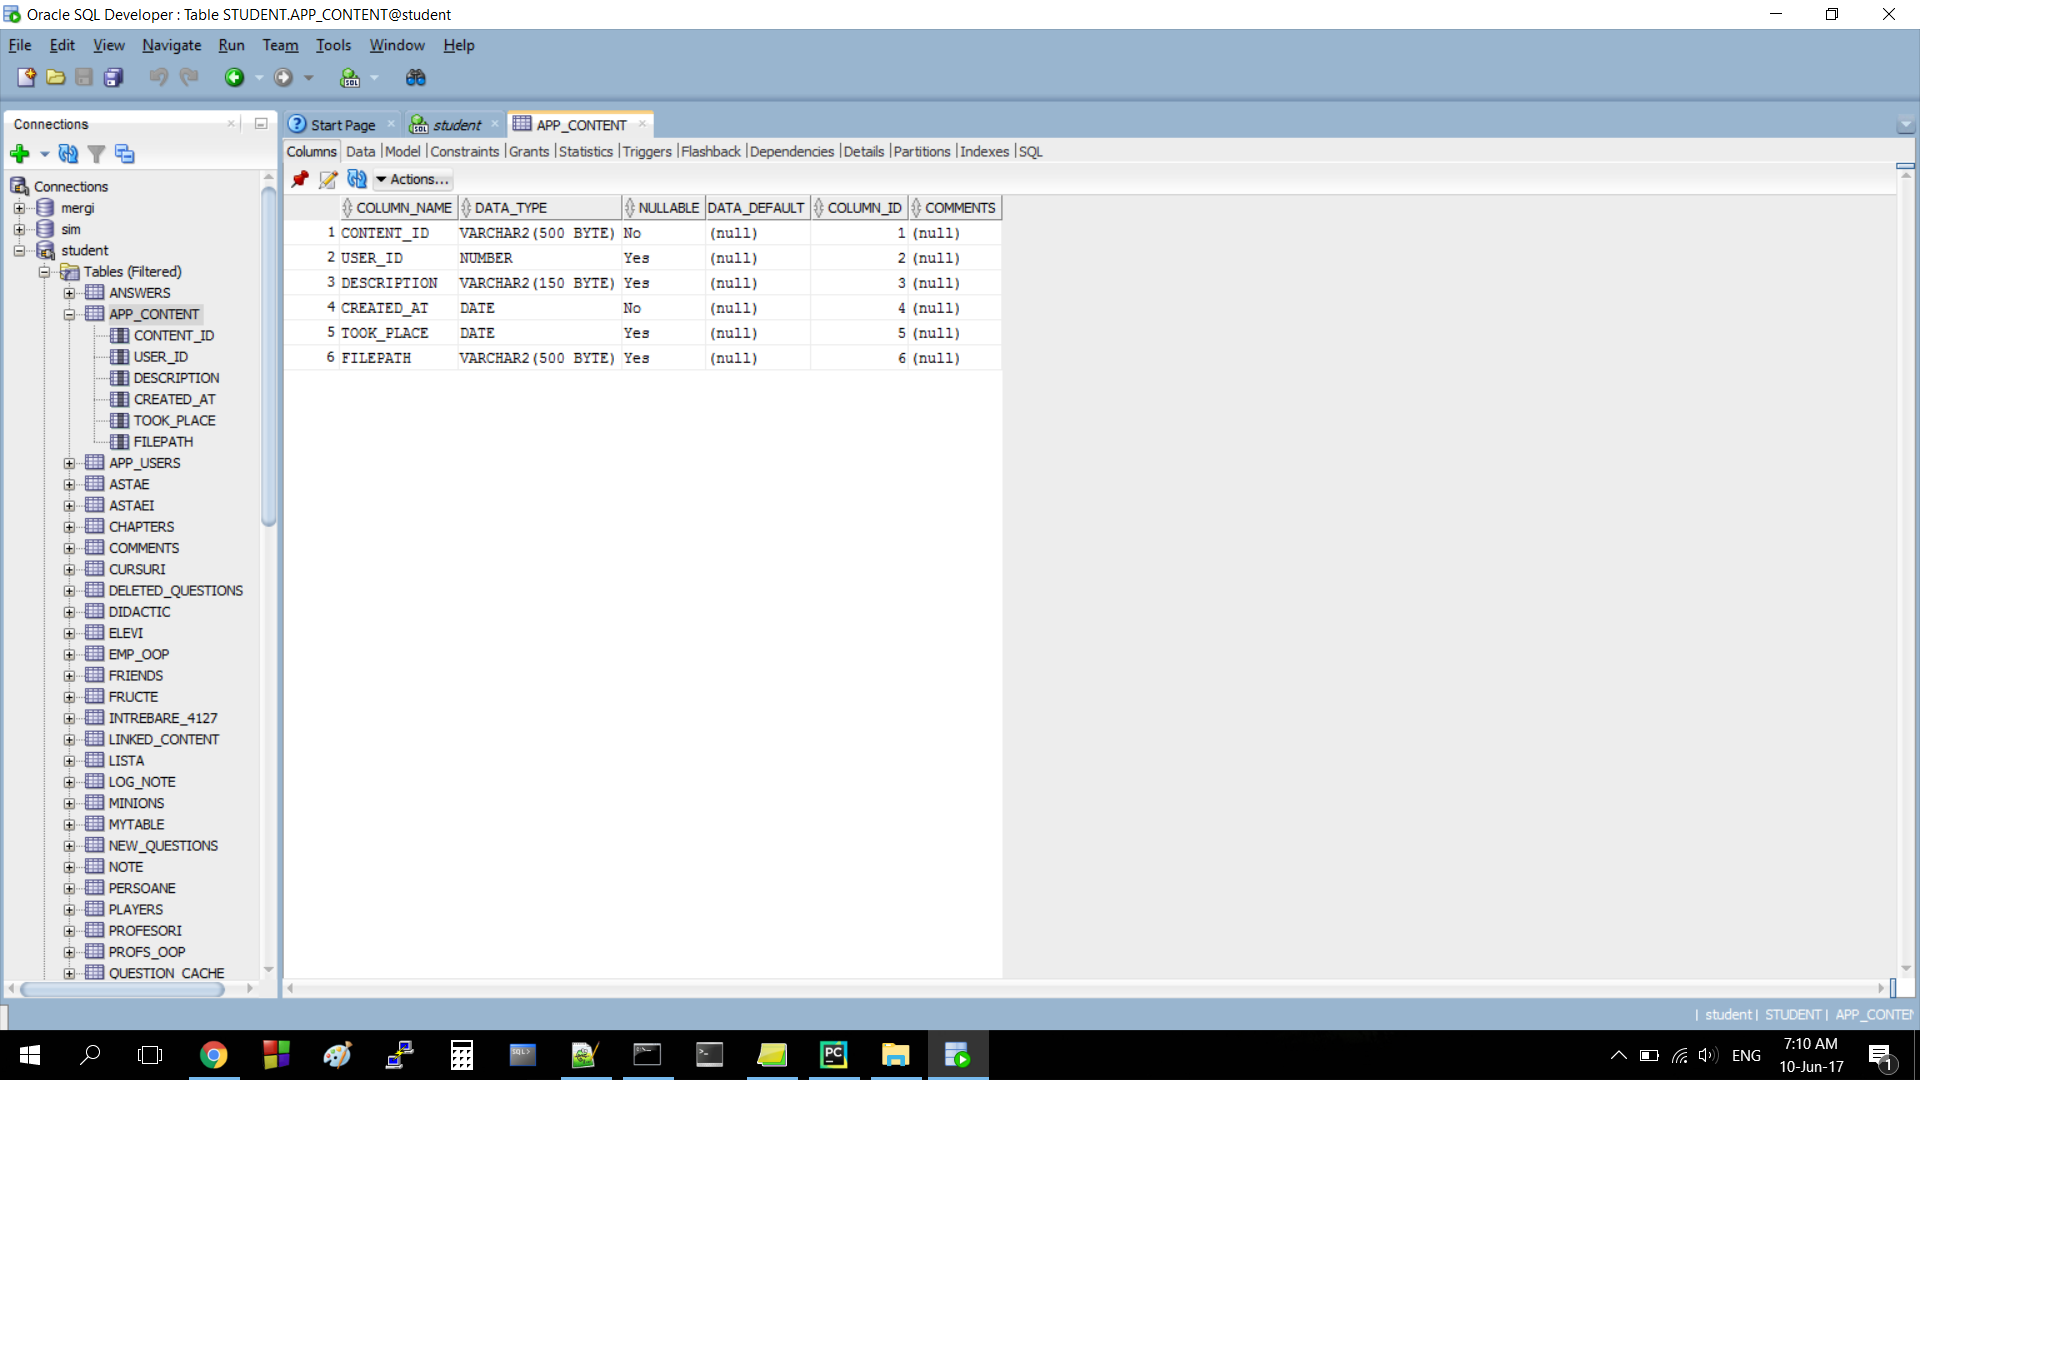 Oracle SQL Developer : Table STUDENT.APP_CONTENT@student
File Edit View Navigate Run Team Tools Window Help
Connections
Start Page student APP_CONTENT
Columns Data Model Constraints Grants Statistics Triggers Flashback Dependencies Details Partitions Indexes SQL
Actions...
COLUMN_NAME DATA_TYPE NULLABLE DATA_DEFAULT COLUMN_ID COMMENTS
1 CONTENT_ID VARCHAR2(500 BYTE) No (null) 1 (null)
2 USER_ID NUMBER Yes (null) 2 (null)
3 DESCRIPTION VARCHAR2(150 BYTE) Yes (null) 3 (null)
4 CREATED_AT DATE No (null) 4 (null)
5 TOOK_PLACE DATE Yes (null) 5 (null)
6 FILEPATH VARCHAR2(500 BYTE) Yes (null) 6 (null)
Connections
mergi
sim
student
Tables (Filtered)
ANSWERS
APP_CONTENT
CONTENT_ID
USER_ID
DESCRIPTION
CREATED_AT
TOOK_PLACE
FILEPATH
APP_USERS
ASTAE
ASTAEI
CHAPTERS
COMMENTS
CURSURI
DELETED_QUESTIONS
DIDACTIC
ELEVI
EMP_OOP
FRIENDS
FRUCTE
INTREBARE_4127
LINKED_CONTENT
LISTA
LOG_NOTE
MINIONS
MYTABLE
NEW_QUESTIONS
NOTE
PERSOANE
PLAYERS
PROFESORI
PROFS_OOP
QUESTION_CACHE
| student | STUDENT | APP_CONTEN
ENG
7:10 AM
10-Jun-17
1